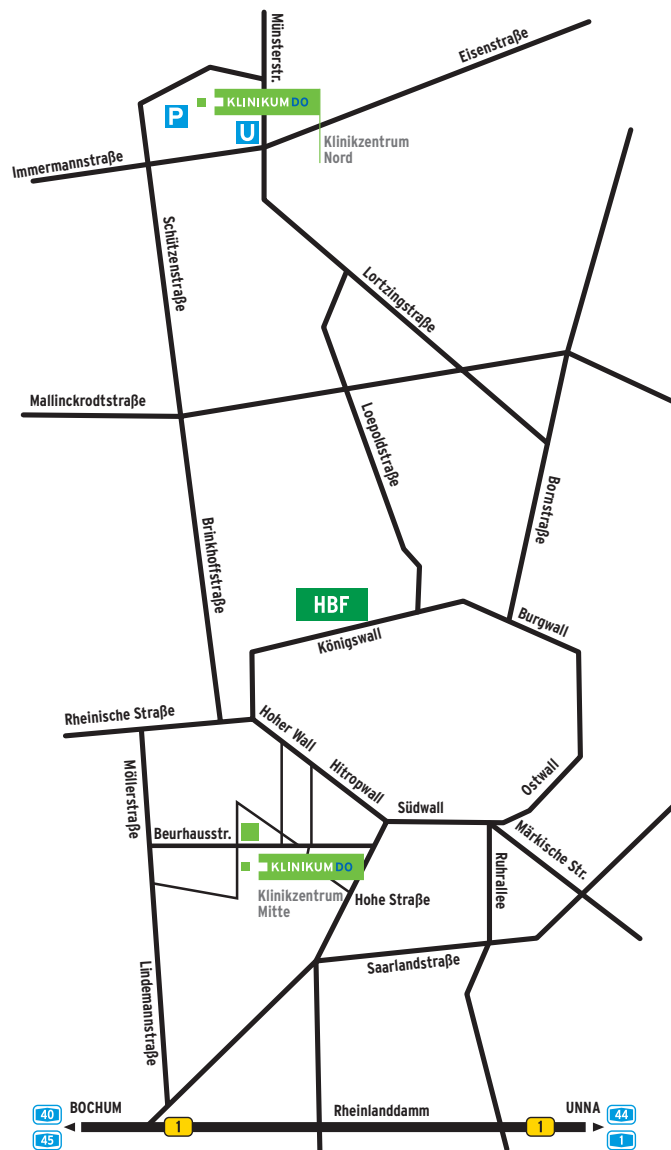 Münsterstr.
Eisenstraße
KLINIKUMDO
P
U
Klinikzentrum
Nord
Immermannstraße
Schützenstraße
Lortzingstraße
Mallinckrodtstraße
Loepoldstraße
Bornstraße
Brinkhoffstraße
HBF
Burgwall
Königswall
Rheinische Straße
Hoher Wall
Hitropwall
Ostwall
Möllerstraße
Südwall
Beurhausstr.
Märkische Str.
Ruhrallee
KLINIKUMDO
Klinikzentrum
Mitte
Hohe Straße
Saarlandstraße
Lindemannstraße
40
BOCHUM
Rheinlanddamm
UNNA
44
45
1
1
1